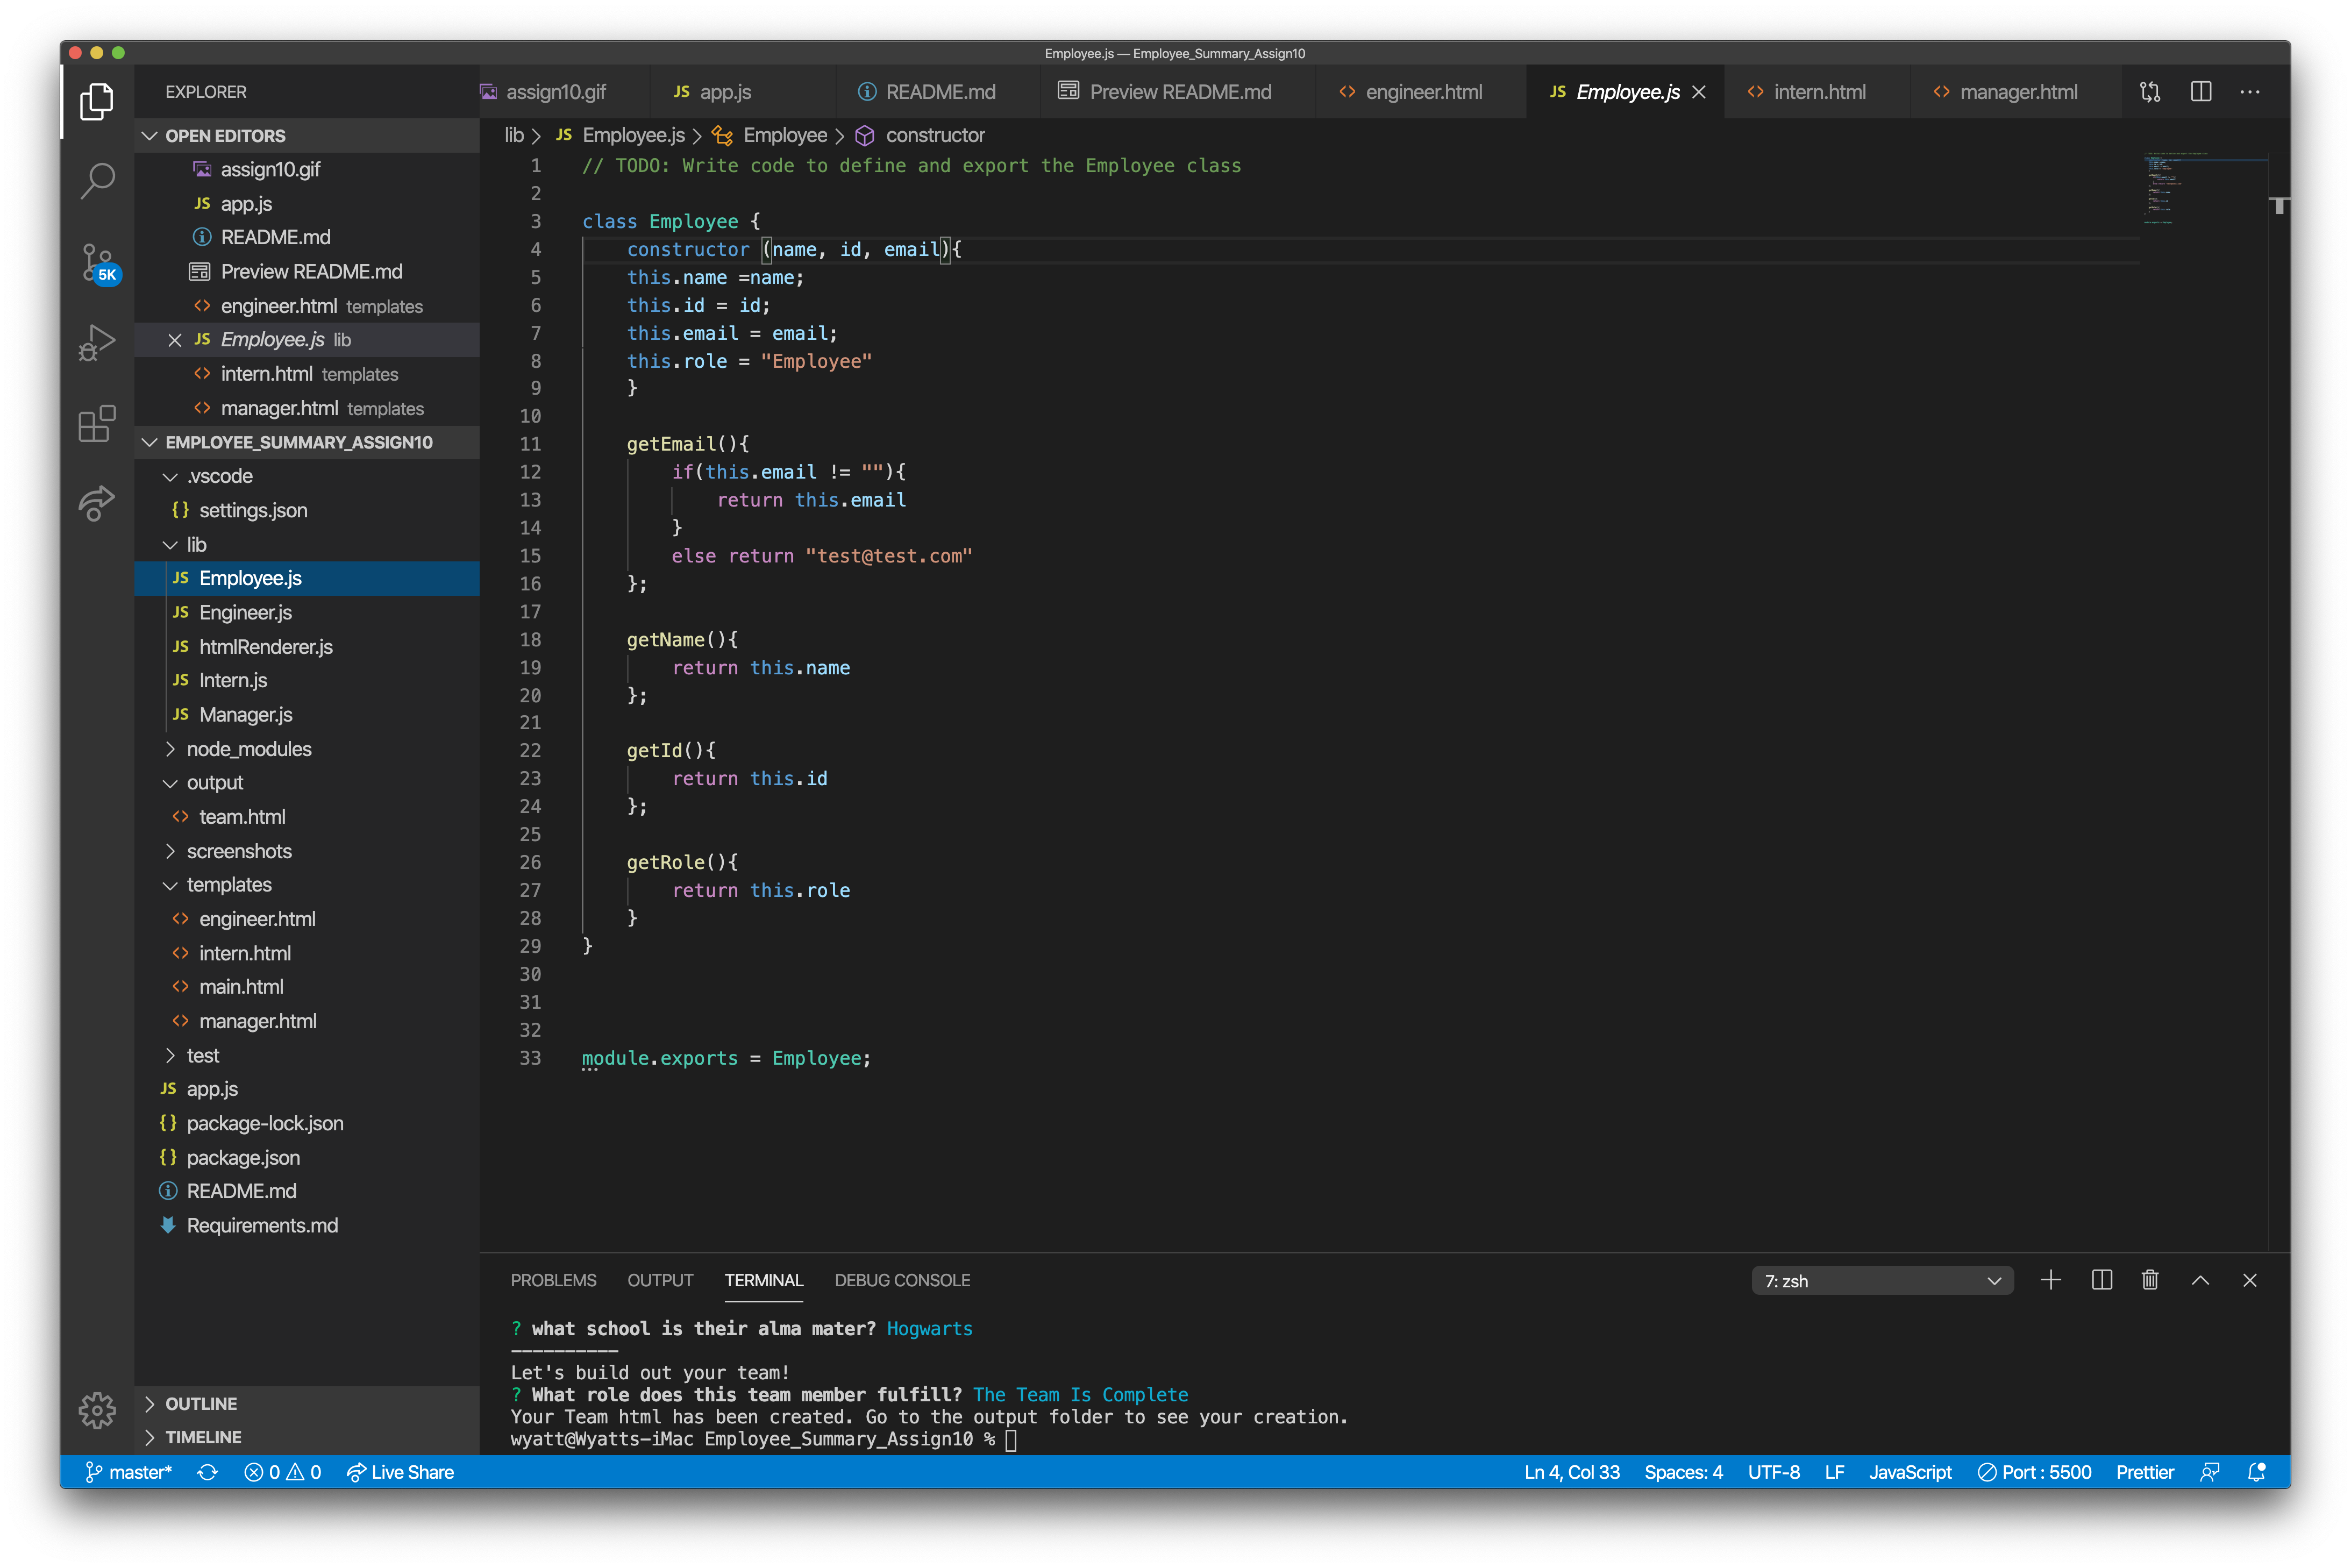 Employee.js — Employee_Summary_Assign10
EXPLORER
OPEN EDITORS
assign10.gif
JS app.js
README.md
Preview README.md
engineer.html templates
JS Employee.js lib
intern.html templates
manager.html templates
EMPLOYEE_SUMMARY_ASSIGN10
.vscode
{} settings.json
lib
JS Employee.js
JS Engineer.js
JS htmlRenderer.js
JS Intern.js
JS Manager.js
node_modules
output
team.html
screenshots
templates
engineer.html
intern.html
main.html
manager.html
test
JS app.js
{} package-lock.json
{} package.json
README.md
Requirements.md
OUTLINE
TIMELINE
5K
assign10.gif JS app.js README.md Preview README.md engineer.html JS Employee.js intern.html manager.html
lib > JS Employee.js > Employee > constructor
1 // TODO: Write code to define and export the Employee class
2
3 class Employee {
4 constructor (name, id, email){
5 this.name =name;
6 this.id = id;
7 this.email = email;
8 this.role = "Employee"
9 }
10
11 getEmail(){
12 if(this.email != ""){
13 return this.email
14 }
15 else return "test@test.com"
16 };
17
18 getName(){
19 return this.name
20 };
21
22 getId(){
23 return this.id
24 };
25
26 getRole(){
27 return this.role
28 }
29 }
30
31
32
33 module.exports = Employee;
PROBLEMS OUTPUT TERMINAL DEBUG CONSOLE 7: zsh
? what school is their alma mater? Hogwarts
----------
Let's build out your team!
? What role does this team member fulfill? The Team Is Complete
Your Team html has been created. Go to the output folder to see your creation.
wyatt@Wyatts-iMac Employee_Summary_Assign10 %
master* 0 0 Live Share Ln 4, Col 33 Spaces: 4 UTF-8 LF JavaScript Port : 5500 Prettier